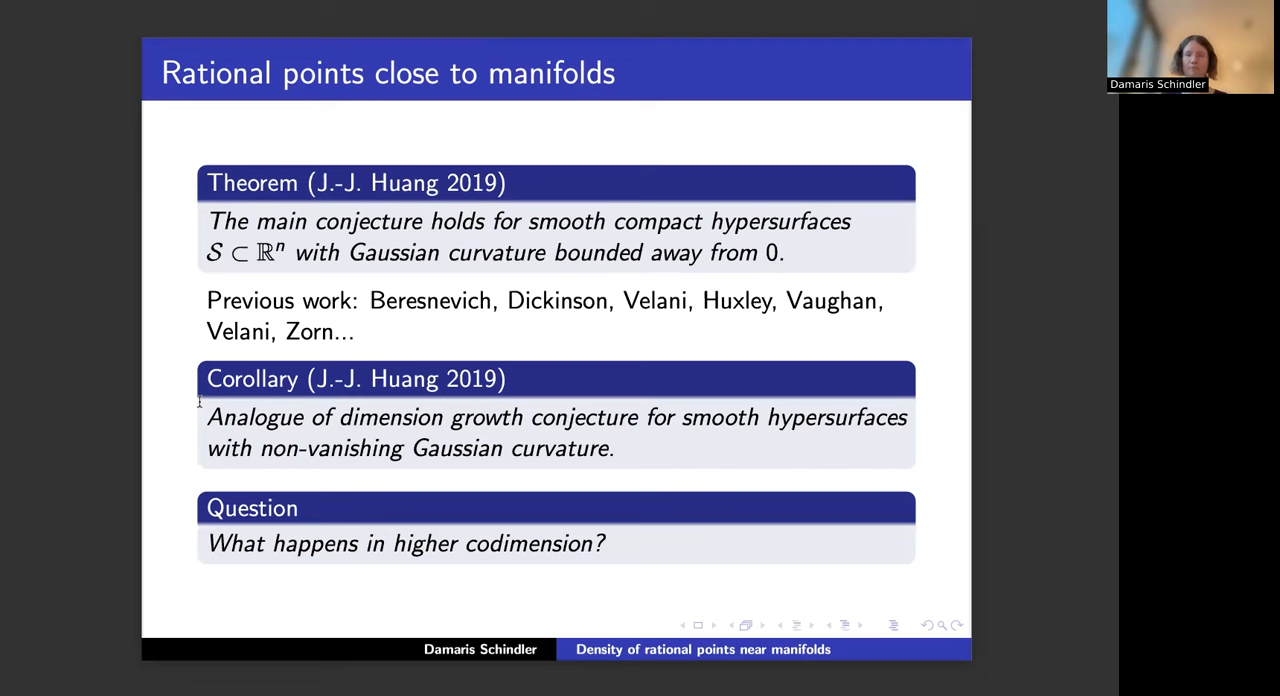 Rational points close to manifolds
Damaris Schindler
Theorem (J.-J. Huang 2019)
The main conjecture holds for smooth compact hypersurfaces
𝒮 ⊂ ℝⁿ with Gaussian curvature bounded away from 0.
Previous work: Beresnevich, Dickinson, Velani, Huxley, Vaughan,
Velani, Zorn...
Corollary (J.-J. Huang 2019)
Analogue of dimension growth conjecture for smooth hypersurfaces
with non-vanishing Gaussian curvature.
Question
What happens in higher codimension?
Damaris Schindler
Density of rational points near manifolds